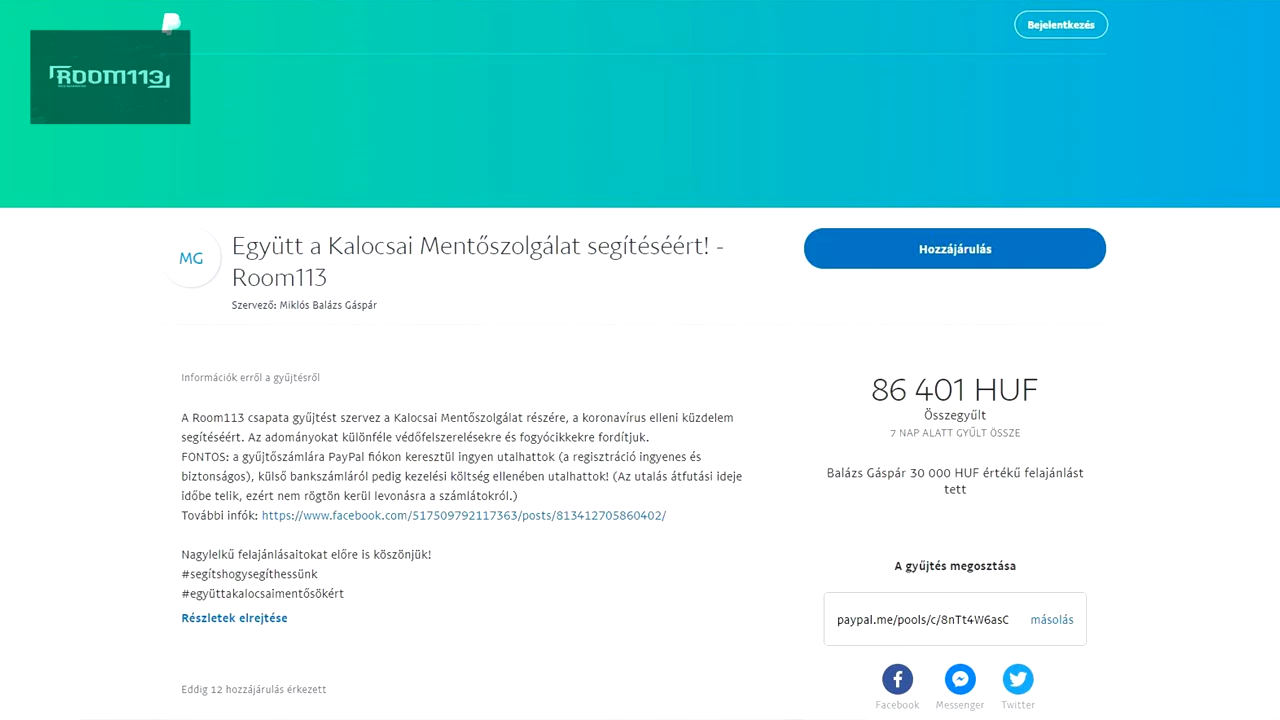 Bejelentkezés
ROOM113
MG
Együtt a Kalocsai Mentőszolgálat segítéséért! -
Room113
Szervező: Miklós Balázs Gáspár
Hozzájárulás
Információk erről a gyűjtésről
A Room113 csapata gyűjtést szervez a Kalocsai Mentőszolgálat részére, a koronavírus elleni küzdelem
segítéséért. Az adományokat különféle védőfelszerelésekre és fogyócikkekre fordítjuk.
FONTOS: a gyűjtőszámlára PayPal fiókon keresztül ingyen utalhattok (a regisztráció ingyenes és
biztonságos), külső bankszámláról pedig kezelési költség ellenében utalhattok! (Az utalás átfutási ideje
időbe telik, ezért nem rögtön kerül levonásra a számlátokról.)
További infók: https://www.facebook.com/517509792117363/posts/813412705860402/
Nagylelkű felajánlásaitokat előre is köszönjük!
#segítshogysegíthessünk
#együttakalocsaimentősökért
Részletek elrejtése
Eddig 12 hozzájárulás érkezett
86 401 HUF
Összegyűlt
7 NAP ALATT GYŰLT ÖSSZE
Balázs Gáspár 30 000 HUF értékű felajánlást
tett
A gyűjtés megosztása
paypal.me/pools/c/8nTt4W6asC másolás
Facebook Messenger Twitter